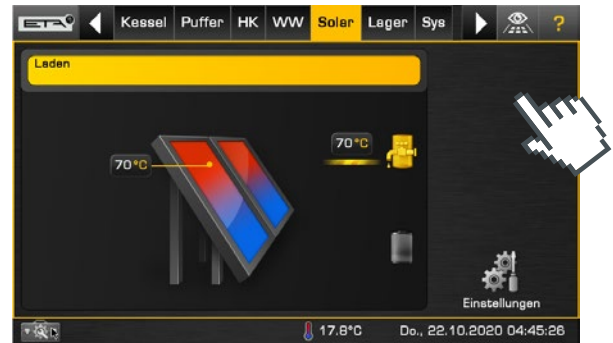 ETA Kessel Puffer HK WW Solar Lager Sys ?
Laden
70°C
70°C
Einstellungen
17.8°C Do., 22.10.2020 04:45:26